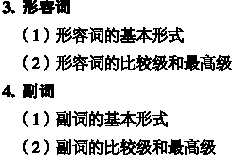 3. 形容词
（1）形容词的基本形式
（2）形容词的比较级和最高级
4. 副词
（1）副词的基本形式
（2）副词的比较级和最高级